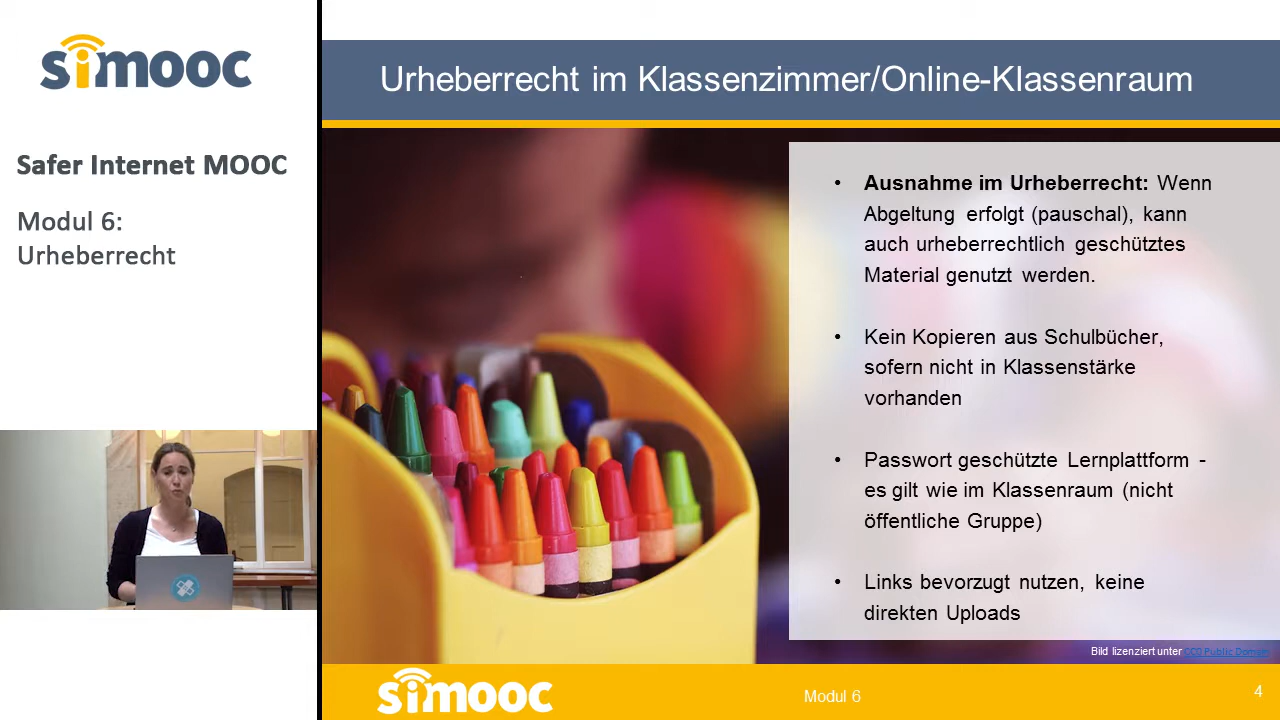 simooc
Safer Internet MOOC
Modul 6:
Urheberrecht
Urheberrecht im Klassenzimmer/Online-Klassenraum
• Ausnahme im Urheberrecht: Wenn
Abgeltung erfolgt (pauschal), kann
auch urheberrechtlich geschütztes
Material genutzt werden.
• Kein Kopieren aus Schulbücher,
sofern nicht in Klassenstärke
vorhanden
• Passwort geschützte Lernplattform -
es gilt wie im Klassenraum (nicht
öffentliche Gruppe)
• Links bevorzugt nutzen, keine
direkten Uploads
Bild lizenziert unter CC0 Public Domain
simooc
Modul 6
4